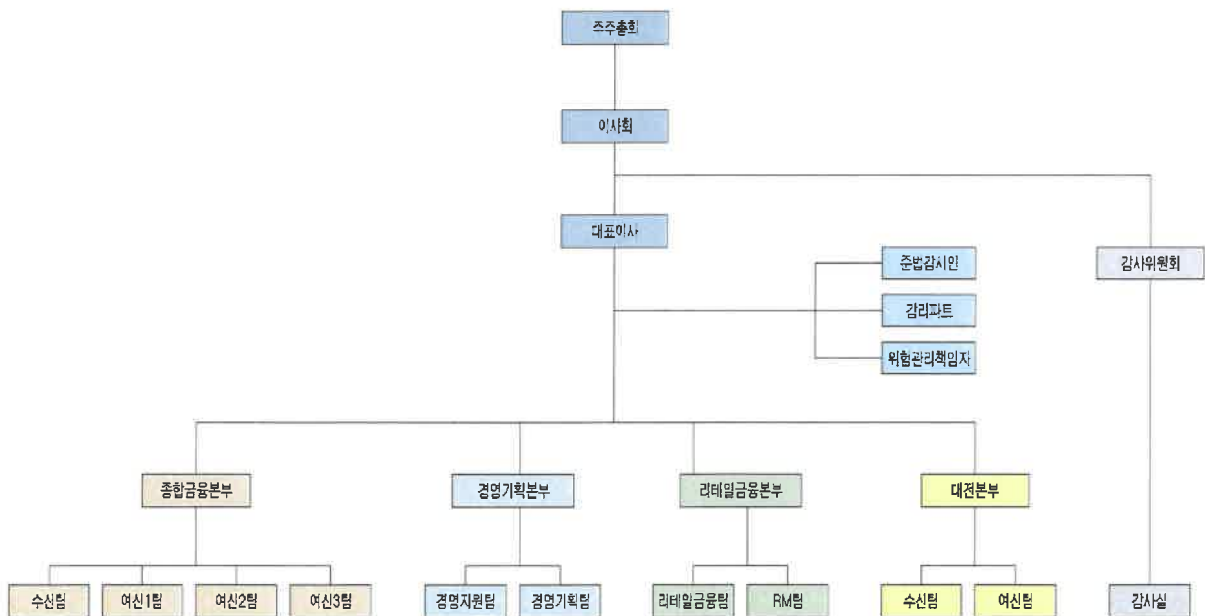 주주총회
이사회
대표이사
준법감시인
감사위원회
감리파트
위험관리책임자
종합금융본부
경영기획본부
리테일금융본부
대전본부
수신팀
여신1팀
여신2팀
여신3팀
경영지원팀
경영기획팀
리테일금융팀
RM팀
수신팀
여신팀
감사실